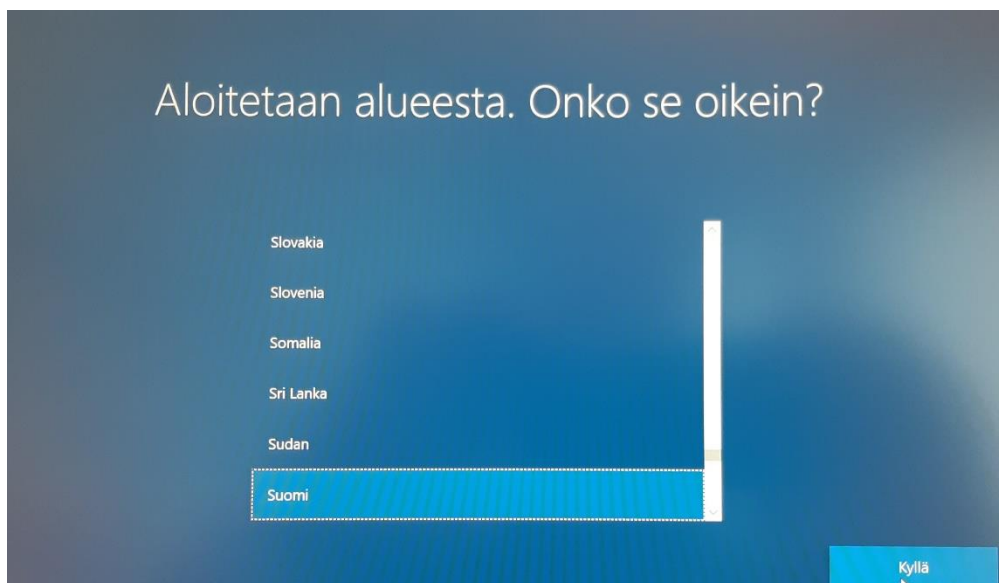 Aloitetaan alueesta. Onko se oikein?
Slovakia
Slovenia
Somalia
Sri Lanka
Sudan
Suomi
Kyllä